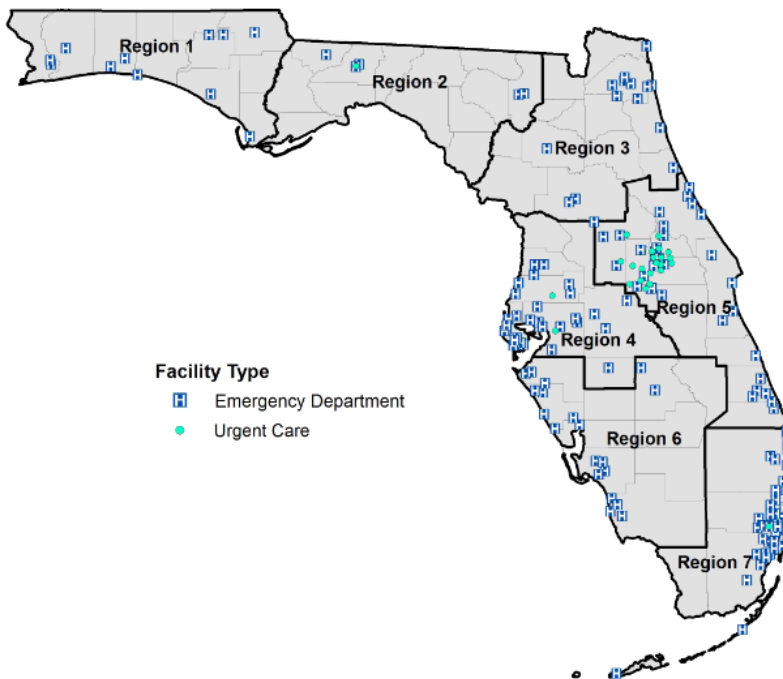 Region 1
Region 2
Region 3
Region 5
Region 4
Facility Type
H Emergency Department
Urgent Care
Region 6
Region 7